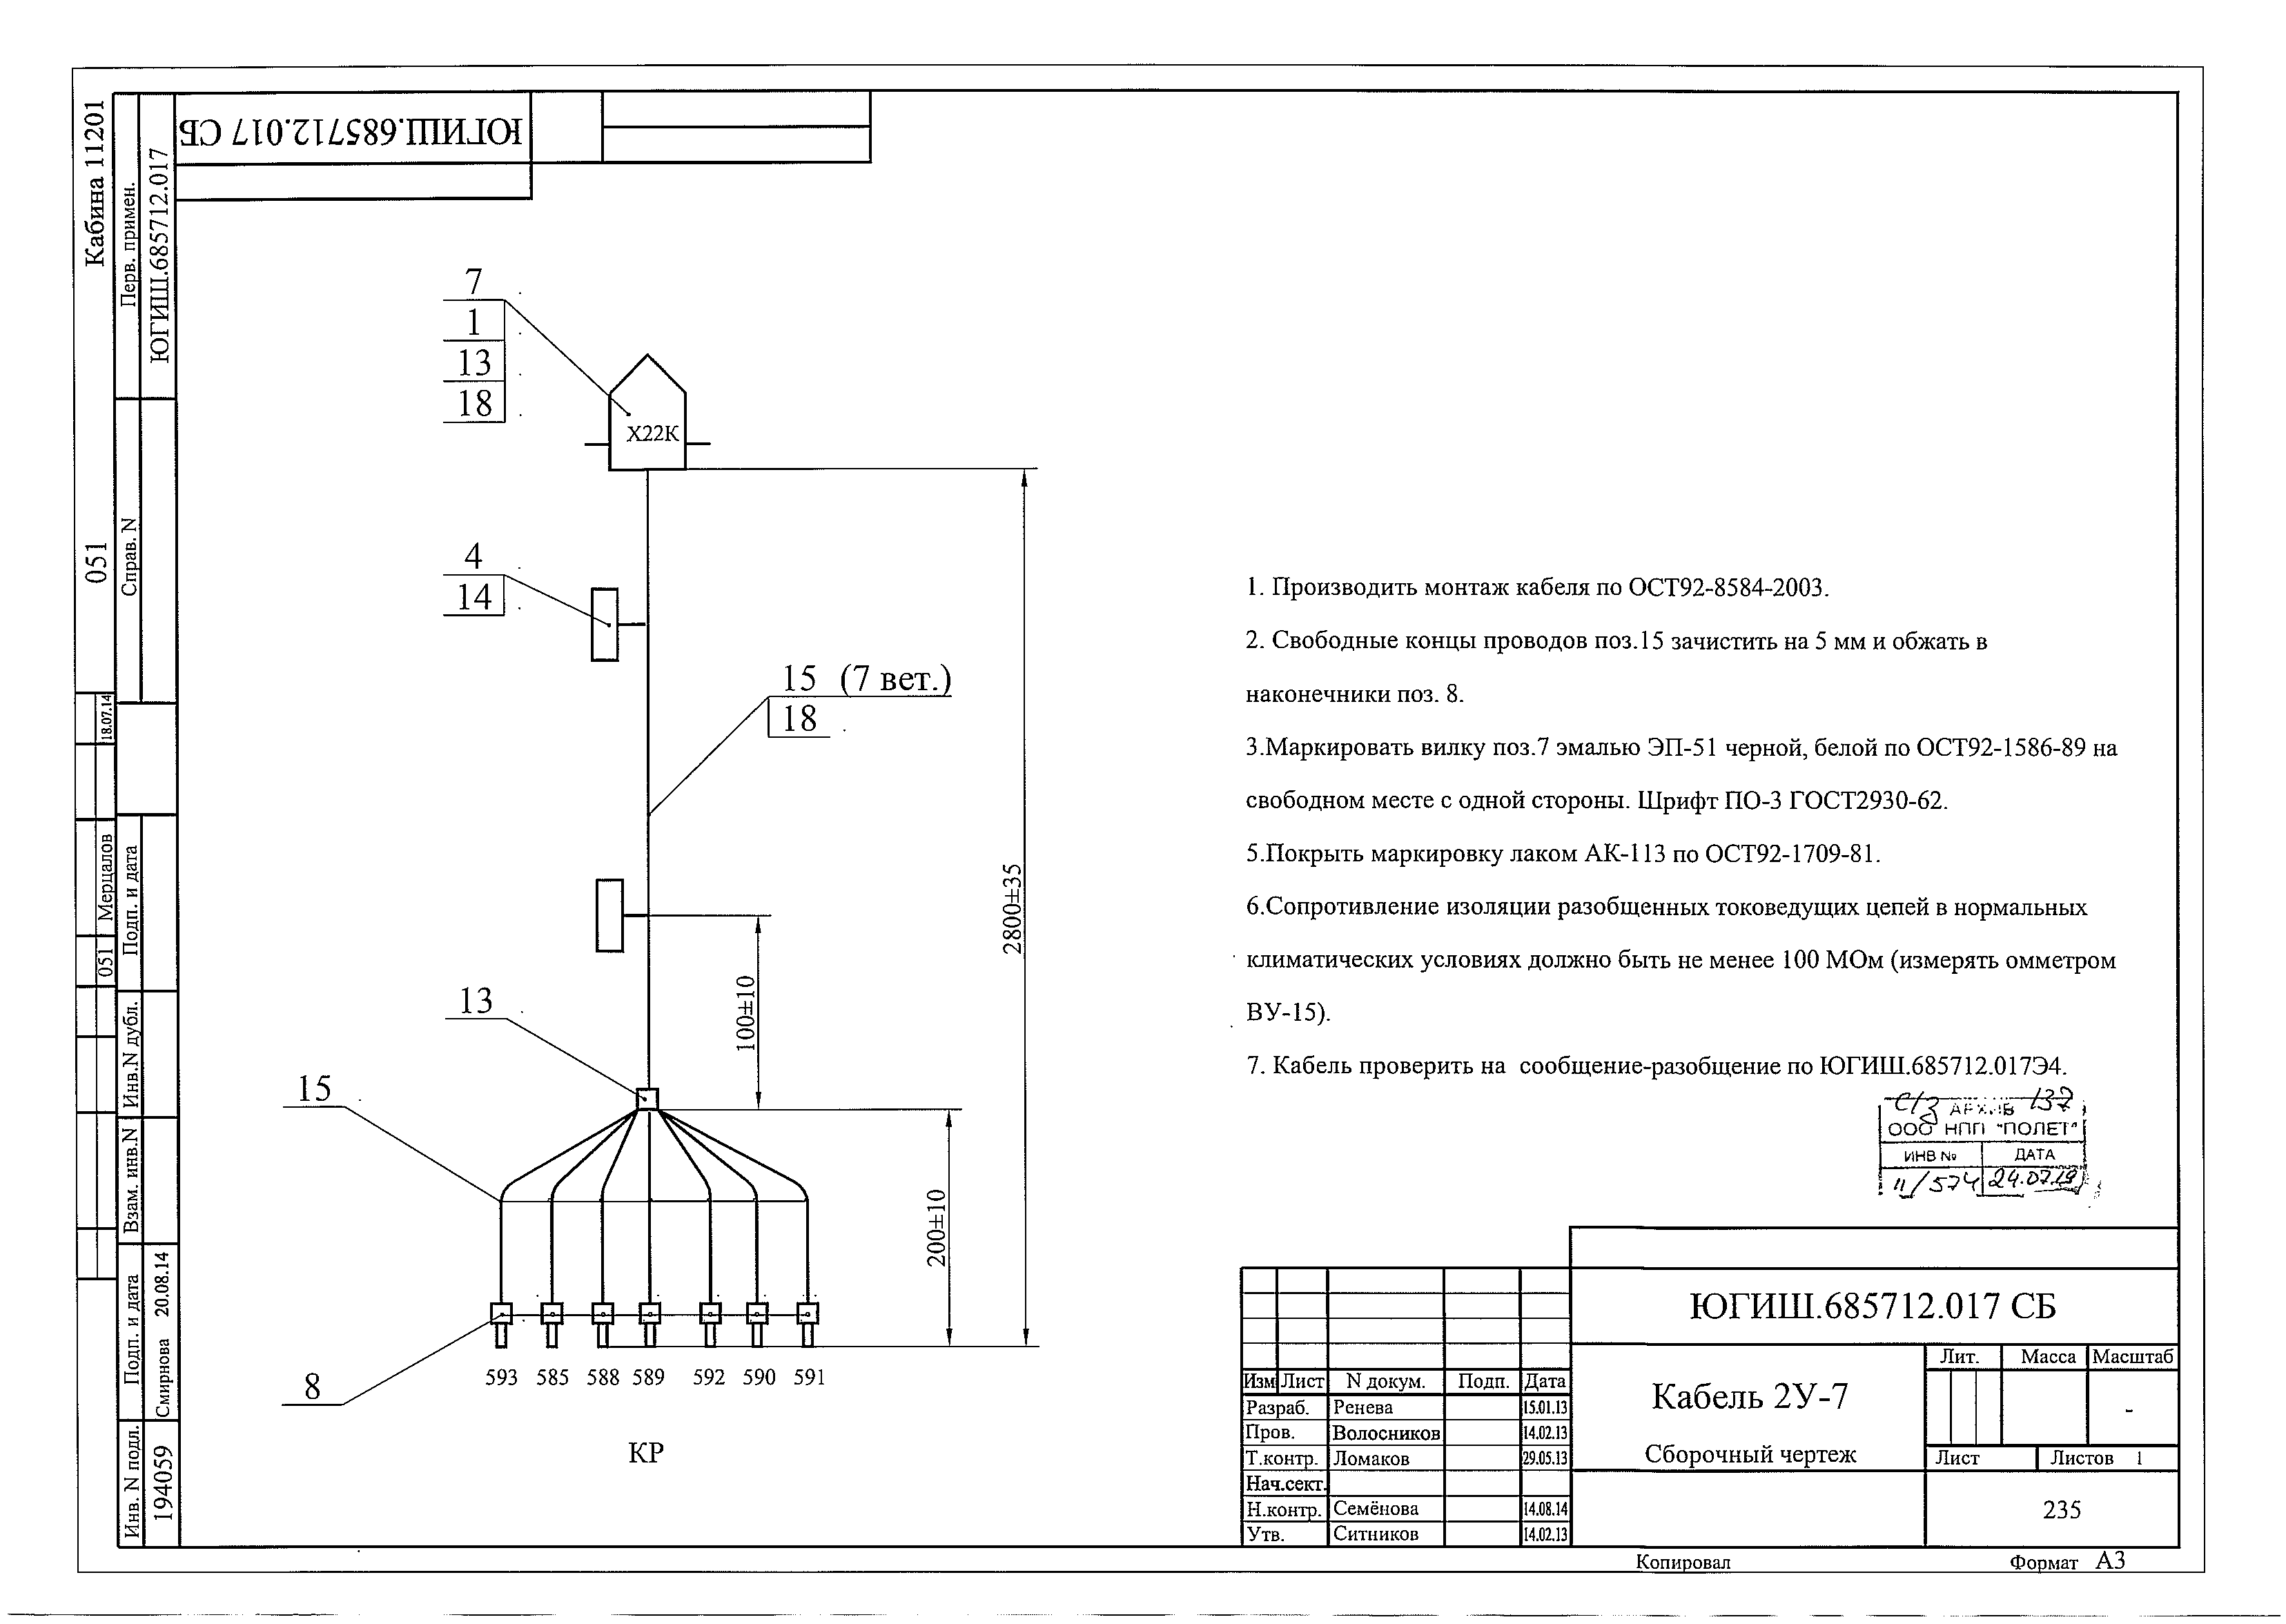 ЮГИШ.685712.017 СБ
Кабина 11201
Перв. примен.
ЮГИШ.685712.017
051
Справ. N
18.07.14
051 Мерцалов
Подп. и дата
Инв.N дубл.
Взам. инв.N
Подп. и дата
Смирнова 20.08.14
Инв. N подл.
194059
7
1
13
18
Х22К
4
14
15 (7 вет.)
18
2800±35
100±10
13
15
200±10
8
593 585 588 589 592 590 591
КР
1. Производить монтаж кабеля по ОСТ92-8584-2003.
2. Свободные концы проводов поз.15 зачистить на 5 мм и обжать в
наконечники поз. 8.
3.Маркировать вилку поз.7 эмалью ЭП-51 черной, белой по ОСТ92-1586-89 на
свободном месте с одной стороны. Шрифт ПО-3 ГОСТ2930-62.
5.Покрыть маркировку лаком АК-113 по ОСТ92-1709-81.
6.Сопротивление изоляции разобщенных токоведущих цепей в нормальных
климатических условиях должно быть не менее 100 МОм (измерять омметром
ВУ-15).
7. Кабель проверить на сообщение-разобщение по ЮГИШ.685712.017Э4.
АРХИВ 137
ООО НПП "ПОЛЕТ"
ИНВ № ДАТА
11/574 24.07.19
ЮГИШ.685712.017 СБ
Изм Лист N докум. Подп. Дата
Разраб. Ренева 15.01.13
Пров. Волосников 14.02.13
Т.контр. Ломаков 29.05.13
Нач.сект.
Н.контр. Семёнова 14.08.14
Утв. Ситников 14.02.13
Кабель 2У-7
Сборочный чертеж
Лит. Масса Масштаб
-
Лист Листов 1
235
Копировал Формат А3